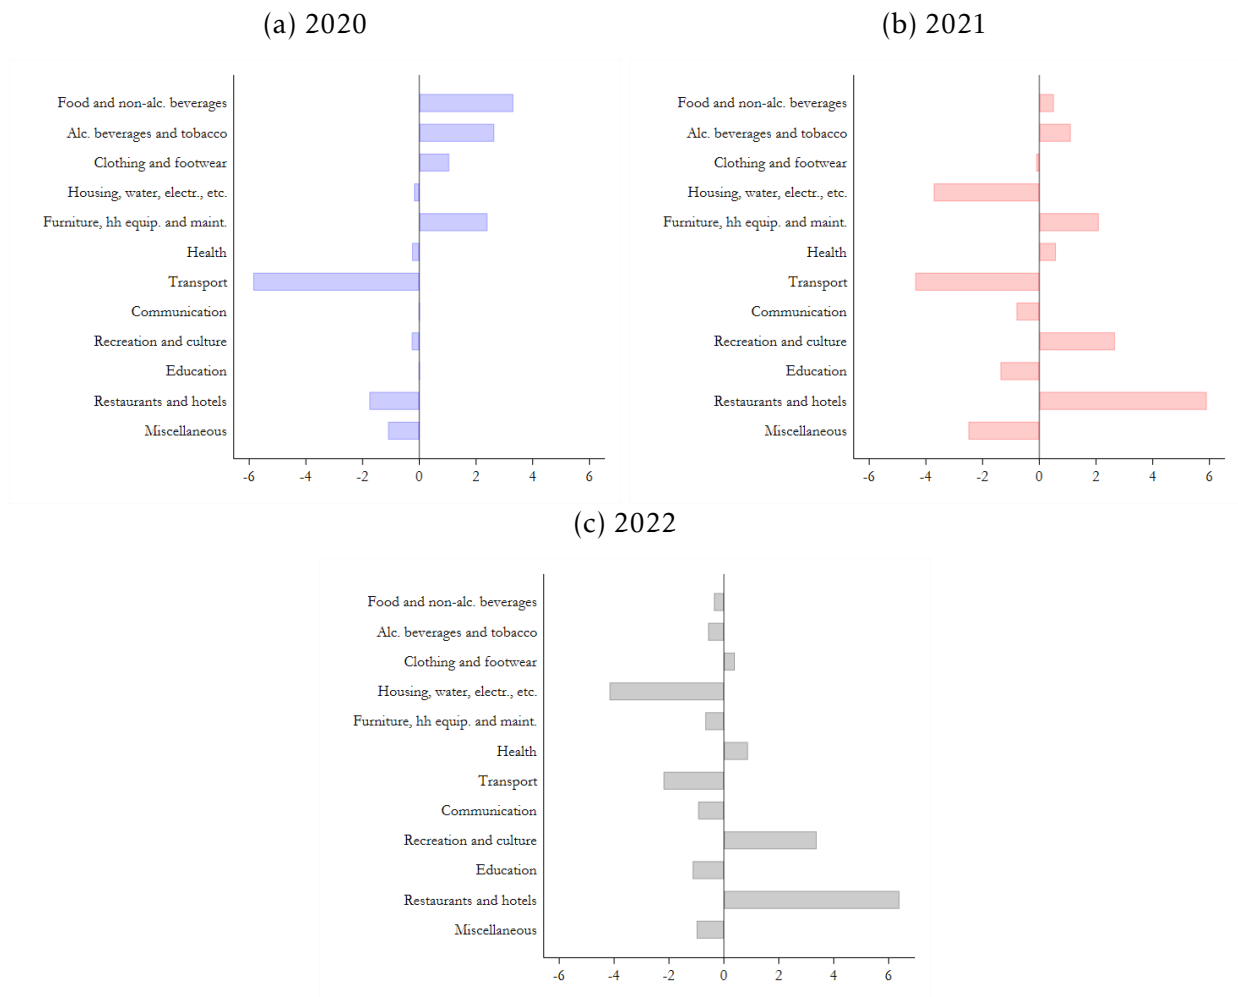 (a) 2020
Food and non-alc. beverages
Alc. beverages and tobacco
Clothing and footwear
Housing, water, electr., etc.
Furniture, hh equip. and maint.
Health
Transport
Communication
Recreation and culture
Education
Restaurants and hotels
Miscellaneous
-6 -4 -2 0 2 4 6
(b) 2021
Food and non-alc. beverages
Alc. beverages and tobacco
Clothing and footwear
Housing, water, electr., etc.
Furniture, hh equip. and maint.
Health
Transport
Communication
Recreation and culture
Education
Restaurants and hotels
Miscellaneous
-6 -4 -2 0 2 4 6
(c) 2022
Food and non-alc. beverages
Alc. beverages and tobacco
Clothing and footwear
Housing, water, electr., etc.
Furniture, hh equip. and maint.
Health
Transport
Communication
Recreation and culture
Education
Restaurants and hotels
Miscellaneous
-6 -4 -2 0 2 4 6